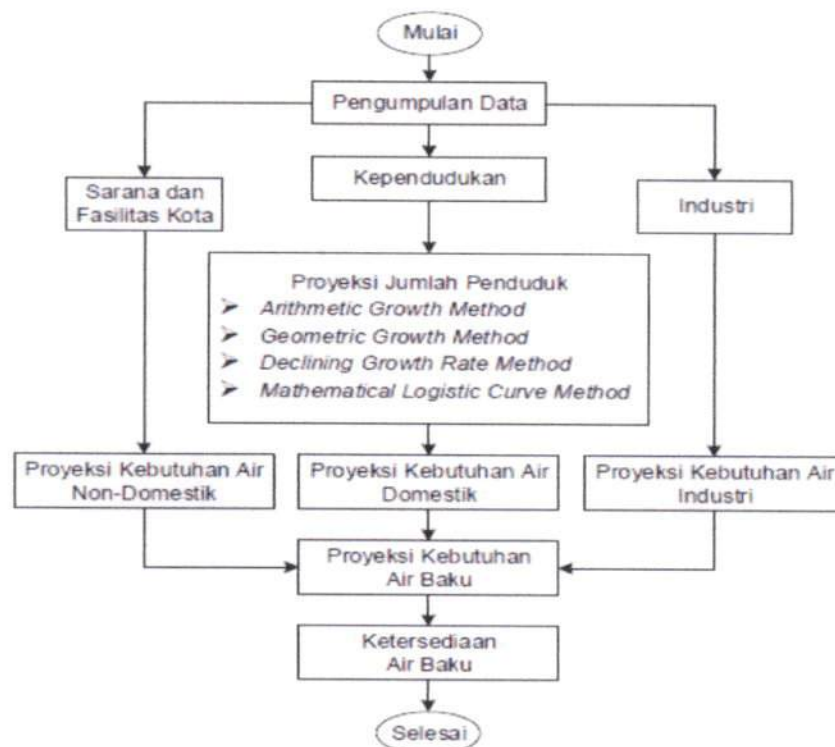 Mulai
Pengumpulan Data
Sarana dan
Fasilitas Kota
Kependudukan
Industri
Proyeksi Jumlah Penduduk
➤ Arithmetic Growth Method
➤ Geometric Growth Method
➤ Declining Growth Rate Method
➤ Mathematical Logistic Curve Method
Proyeksi Kebutuhan Air
Non-Domestik
Proyeksi Kebutuhan Air
Domestik
Proyeksi Kebutuhan Air
Industri
Proyeksi Kebutuhan
Air Baku
Ketersediaan
Air Baku
Selesai